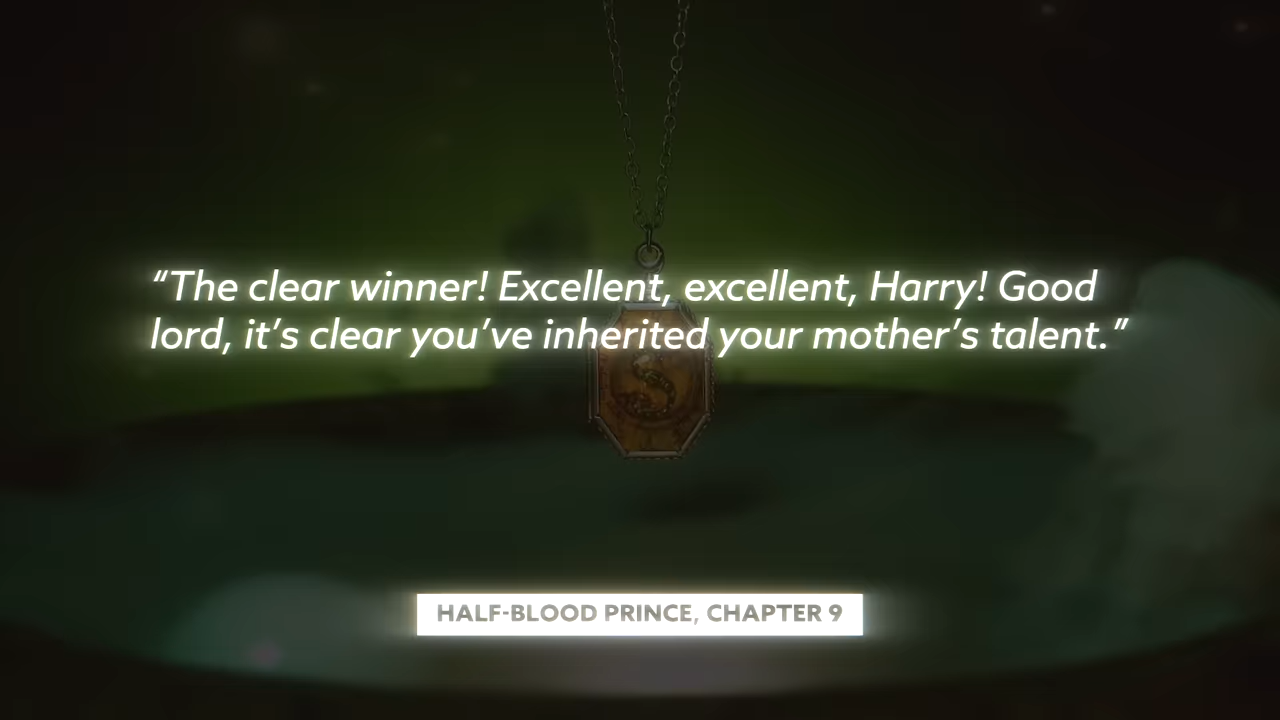 “The clear winner! Excellent, excellent, Harry! Good
lord, it’s clear you’ve inherited your mother’s talent.”
HALF-BLOOD PRINCE, CHAPTER 9